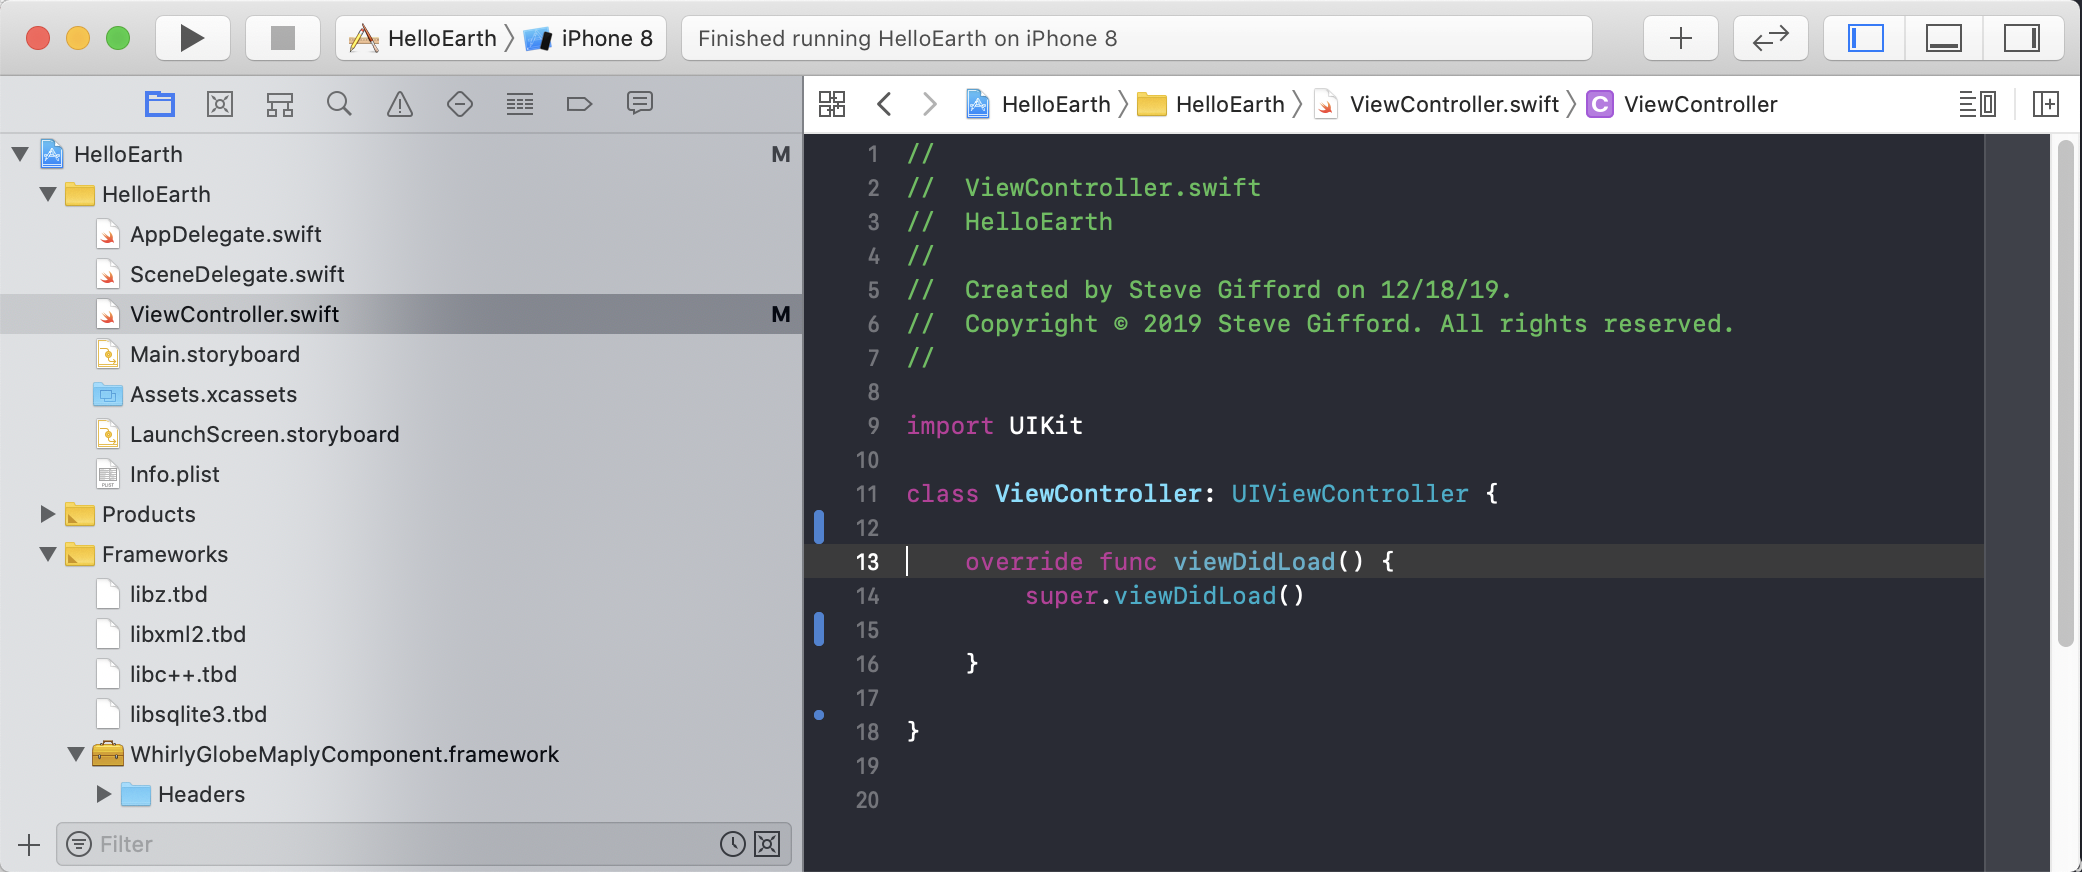 HelloEarth 〉 iPhone 8
Finished running HelloEarth on iPhone 8
HelloEarth 〉 HelloEarth 〉 ViewController.swift 〉 C ViewController
HelloEarth M
HelloEarth
AppDelegate.swift
SceneDelegate.swift
ViewController.swift M
Main.storyboard
Assets.xcassets
LaunchScreen.storyboard
PLIST Info.plist
Products
Frameworks
libz.tbd
libxml2.tbd
libc++.tbd
libsqlite3.tbd
WhirlyGlobeMaplyComponent.framework
Headers
Filter
1 //
2 //  ViewController.swift
3 //  HelloEarth
4 //
5 //  Created by Steve Gifford on 12/18/19.
6 //  Copyright © 2019 Steve Gifford. All rights reserved.
7 //
8
9 import UIKit
10
11 class ViewController: UIViewController {
12
13     override func viewDidLoad() {
14         super.viewDidLoad()
15
16     }
17
18 }
19
20